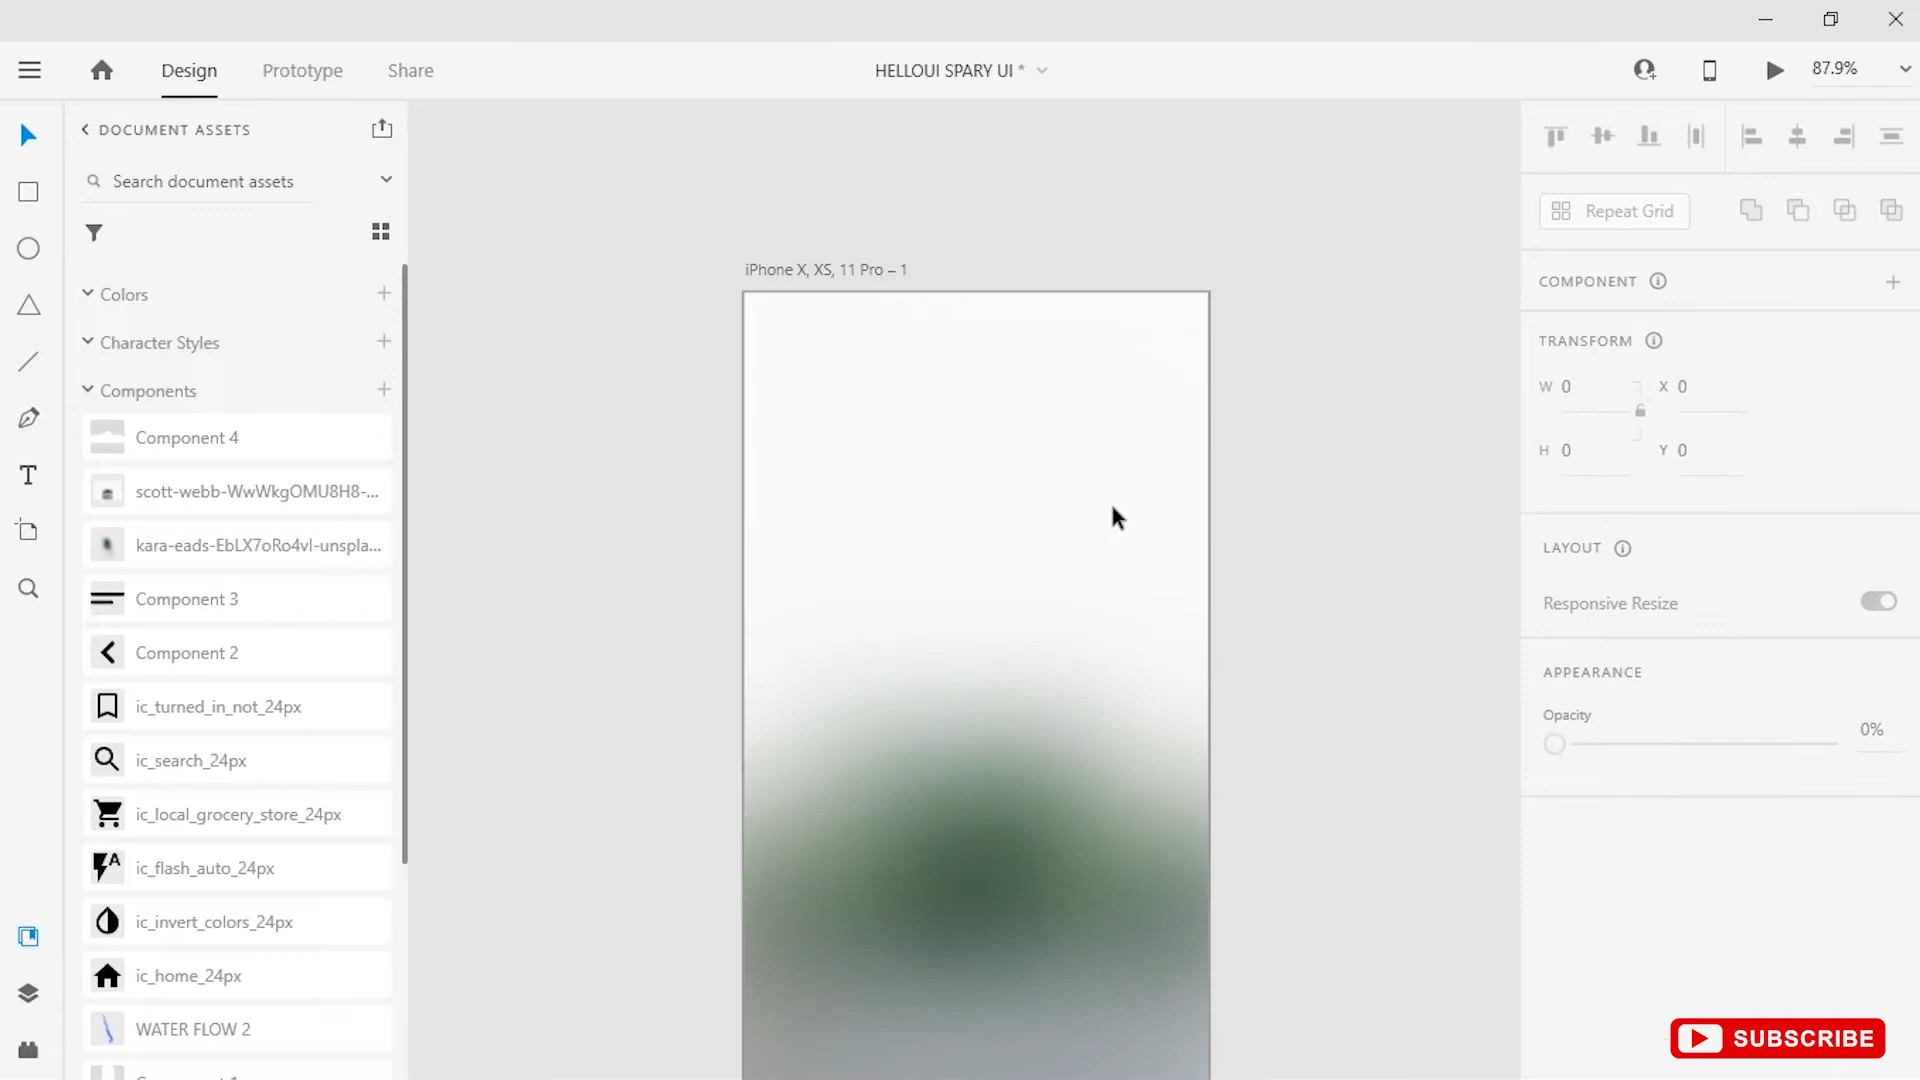 Design
Prototype
Share
HELLOUI SPARY UI *
87.9%
DOCUMENT ASSETS
Search document assets
Colors
Character Styles
Components
Component 4
scott-webb-WwWkgOMU8H8-...
kara-eads-EbLX7oRo4vI-unspla...
Component 3
Component 2
ic_turned_in_not_24px
ic_search_24px
ic_local_grocery_store_24px
ic_flash_auto_24px
ic_invert_colors_24px
ic_home_24px
WATER FLOW 2
iPhone X, XS, 11 Pro – 1
Repeat Grid
COMPONENT
TRANSFORM
W 0
X 0
H 0
Y 0
LAYOUT
Responsive Resize
APPEARANCE
Opacity
0%
SUBSCRIBE